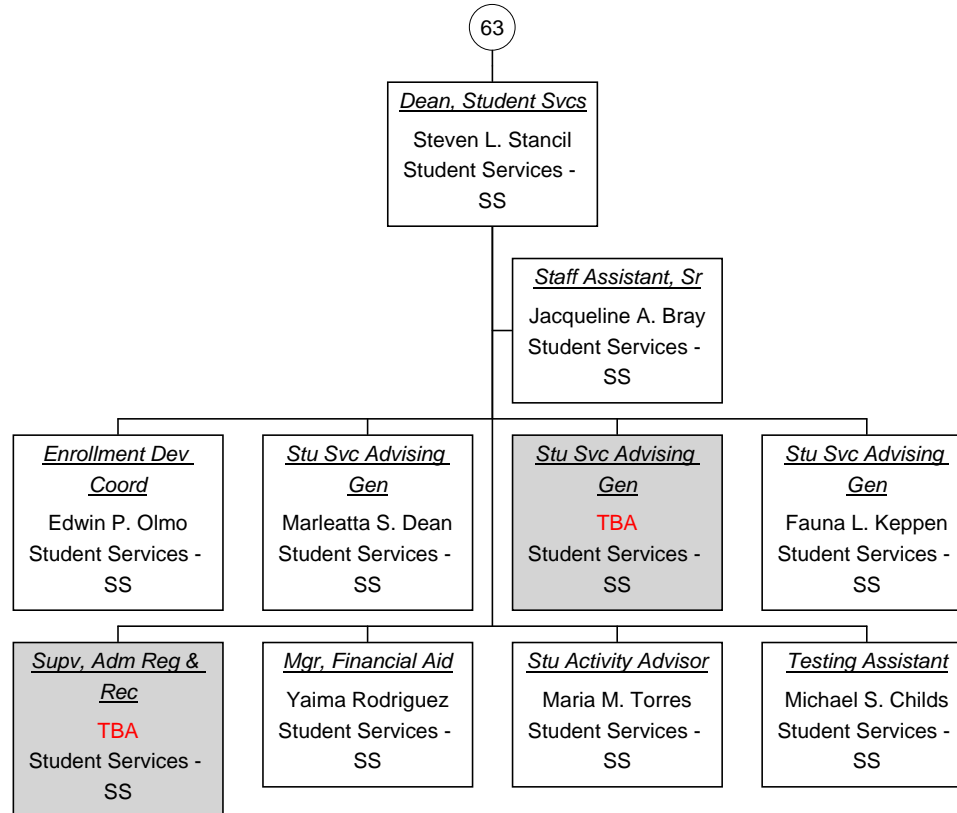 63
Dean, Student Svcs
Steven L. Stancil
Student Services -
SS
Staff Assistant, Sr
Jacqueline A. Bray
Student Services -
SS
Enrollment Dev
Coord
Edwin P. Olmo
Student Services -
SS
Stu Svc Advising
Gen
Marleatta S. Dean
Student Services -
SS
Stu Svc Advising
Gen
TBA
Student Services -
SS
Stu Svc Advising
Gen
Fauna L. Keppen
Student Services -
SS
Supv, Adm Reg &
Rec
TBA
Student Services -
SS
Mgr, Financial Aid
Yaima Rodriguez
Student Services -
SS
Stu Activity Advisor
Maria M. Torres
Student Services -
SS
Testing Assistant
Michael S. Childs
Student Services -
SS